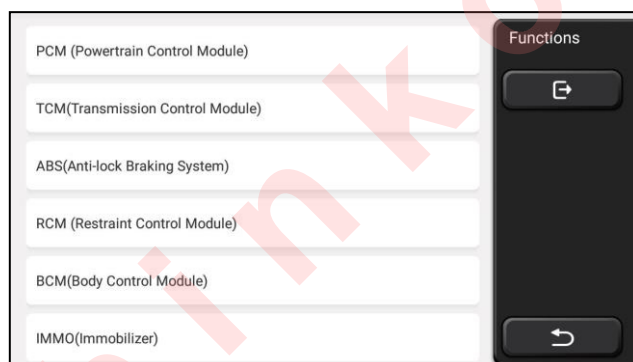 PCM (Powertrain Control Module)
Functions
TCM(Transmission Control Module)
ABS(Anti-lock Braking System)
RCM (Restraint Control Module)
BCM(Body Control Module)
IMMO(Immobilizer)